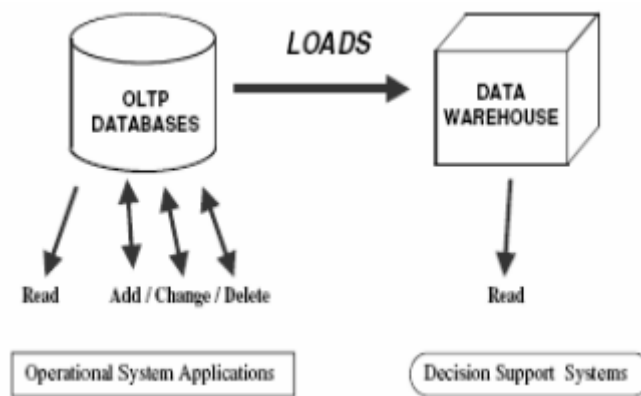 LOADS
OLTP
DATABASES
DATA
WAREHOUSE
Read
Add / Change / Delete
Read
Operational System Applications
Decision Support Systems